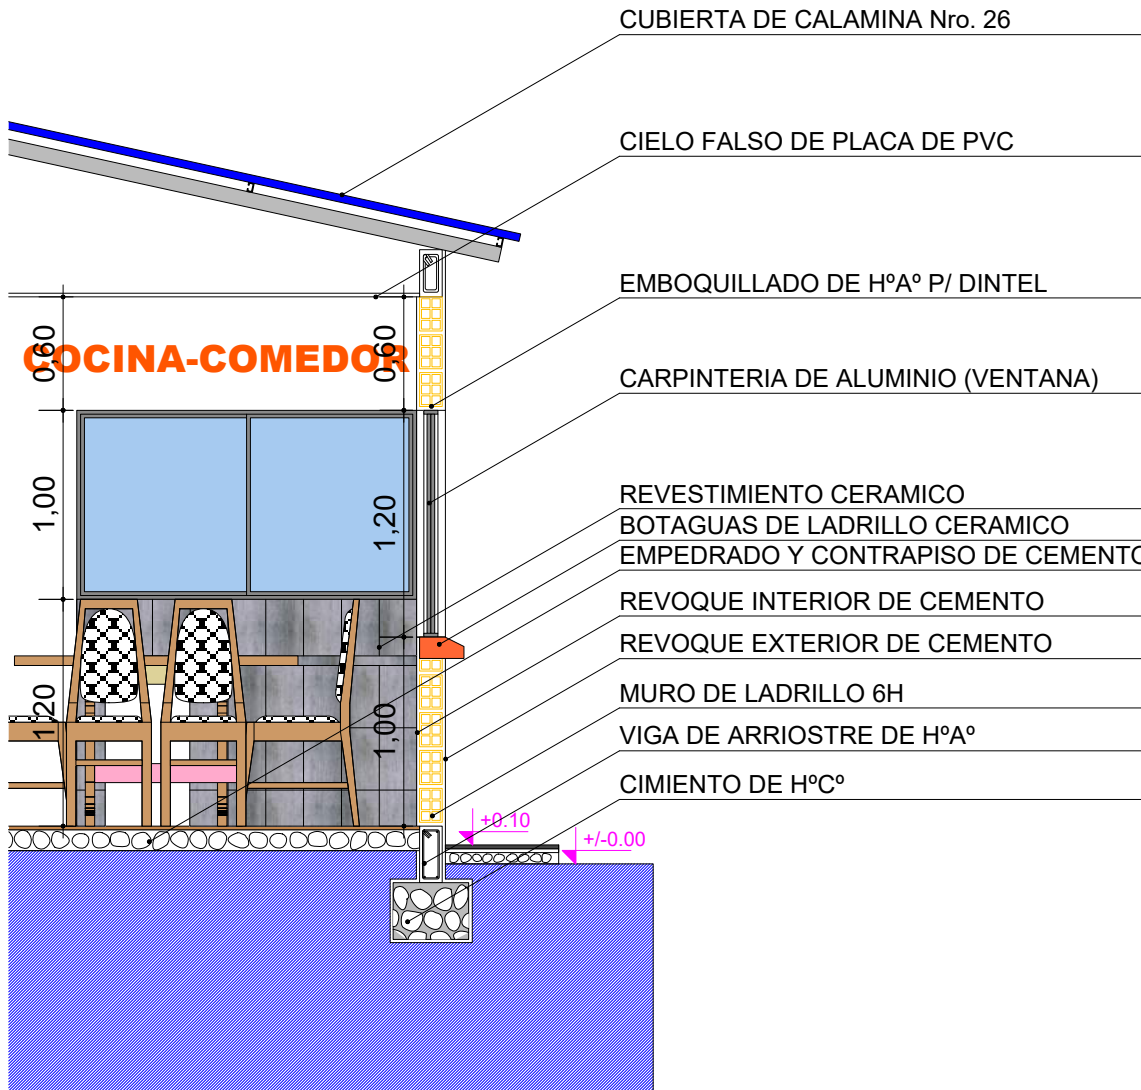 CUBIERTA DE CALAMINA Nro. 26
CIELO FALSO DE PLACA DE PVC
EMBOQUILLADO DE HºAº P/ DINTEL
0,60
0,60
COCINA-COMEDOR
CARPINTERIA DE ALUMINIO (VENTANA)
1,00
1,20
REVESTIMIENTO CERAMICO
BOTAGUAS DE LADRILLO CERAMICO
EMPEDRADO Y CONTRAPISO DE CEMENTO
REVOQUE INTERIOR DE CEMENTO
REVOQUE EXTERIOR DE CEMENTO
1,20
1,00
MURO DE LADRILLO 6H
VIGA DE ARRIOSTRE DE HºAº
CIMIENTO DE HºCº
+0.10
+/-0.00